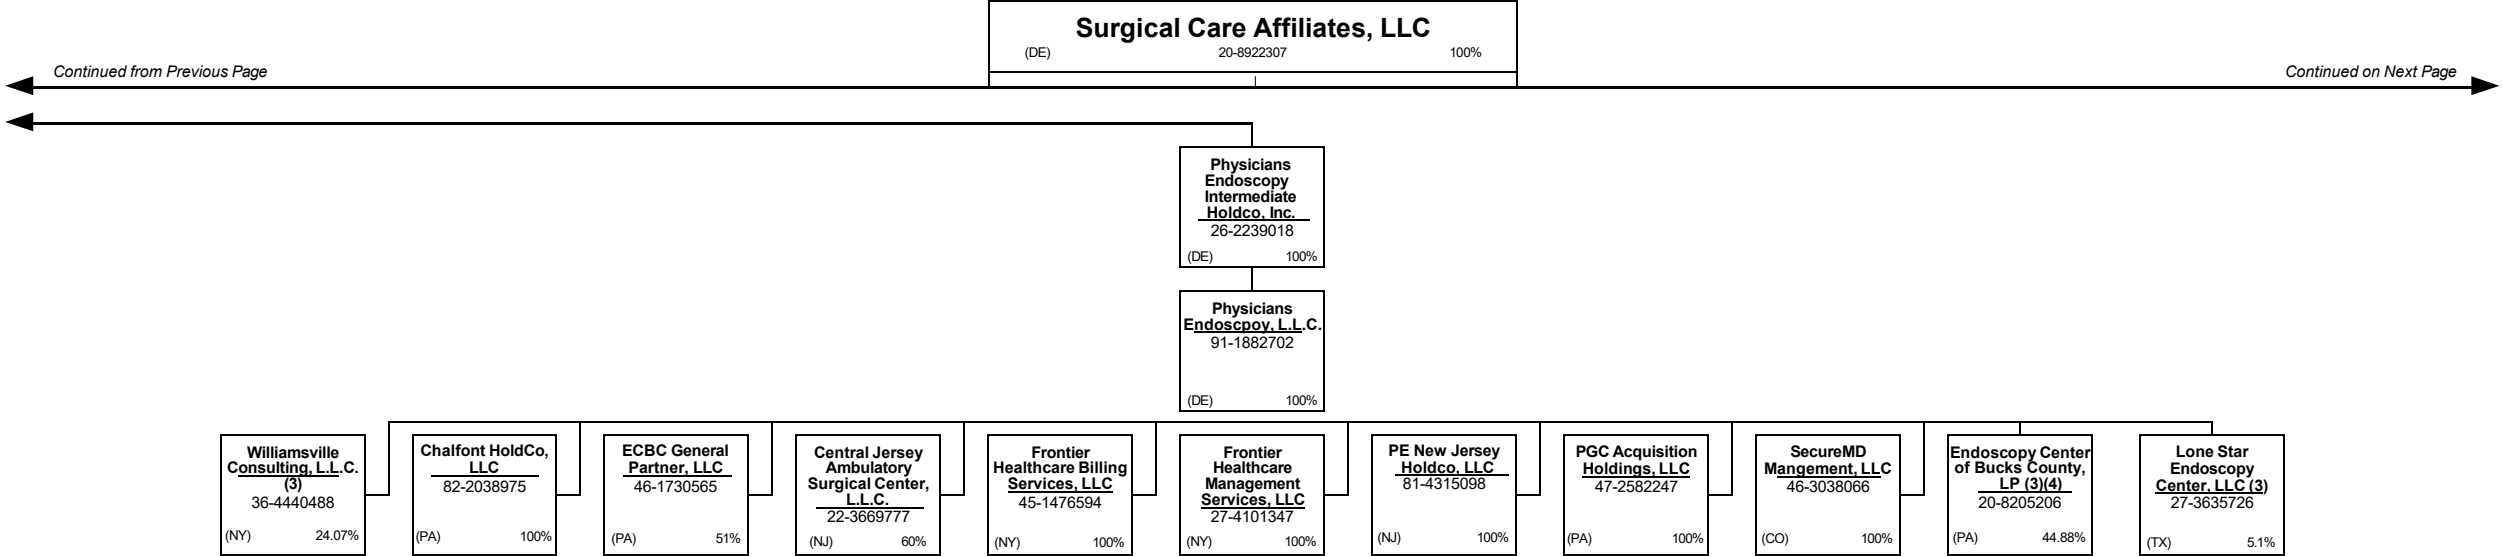 Surgical Care Affiliates, LLC
(DE) 20-8922307 100%
Continued from Previous Page
Continued on Next Page
Physicians
Endoscopy
Intermediate
Holdco, Inc.
26-2239018
(DE) 100%
Physicians
Endoscpoy, L.L.C.
91-1882702
(DE) 100%
Williamsville
Consulting, L.L.C.
(3)
36-4440488
(NY) 24.07%
Chalfont HoldCo,
LLC
82-2038975
(PA) 100%
ECBC General
Partner, LLC
46-1730565
(PA) 51%
Central Jersey
Ambulatory
Surgical Center,
L.L.C.
22-3669777
(NJ) 60%
Frontier
Healthcare Billing
Services, LLC
45-1476594
(NY) 100%
Frontier
Healthcare
Management
Services, LLC
27-4101347
(NY) 100%
PE New Jersey
Holdco, LLC
81-4315098
(NJ) 100%
PGC Acquisition
Holdings, LLC
47-2582247
(PA) 100%
SecureMD
Mangement, LLC
46-3038066
(CO) 100%
Endoscopy Center
of Bucks County,
LP (3)(4)
20-8205206
(PA) 44.88%
Lone Star
Endoscopy
Center, LLC (3)
27-3635726
(TX) 5.1%